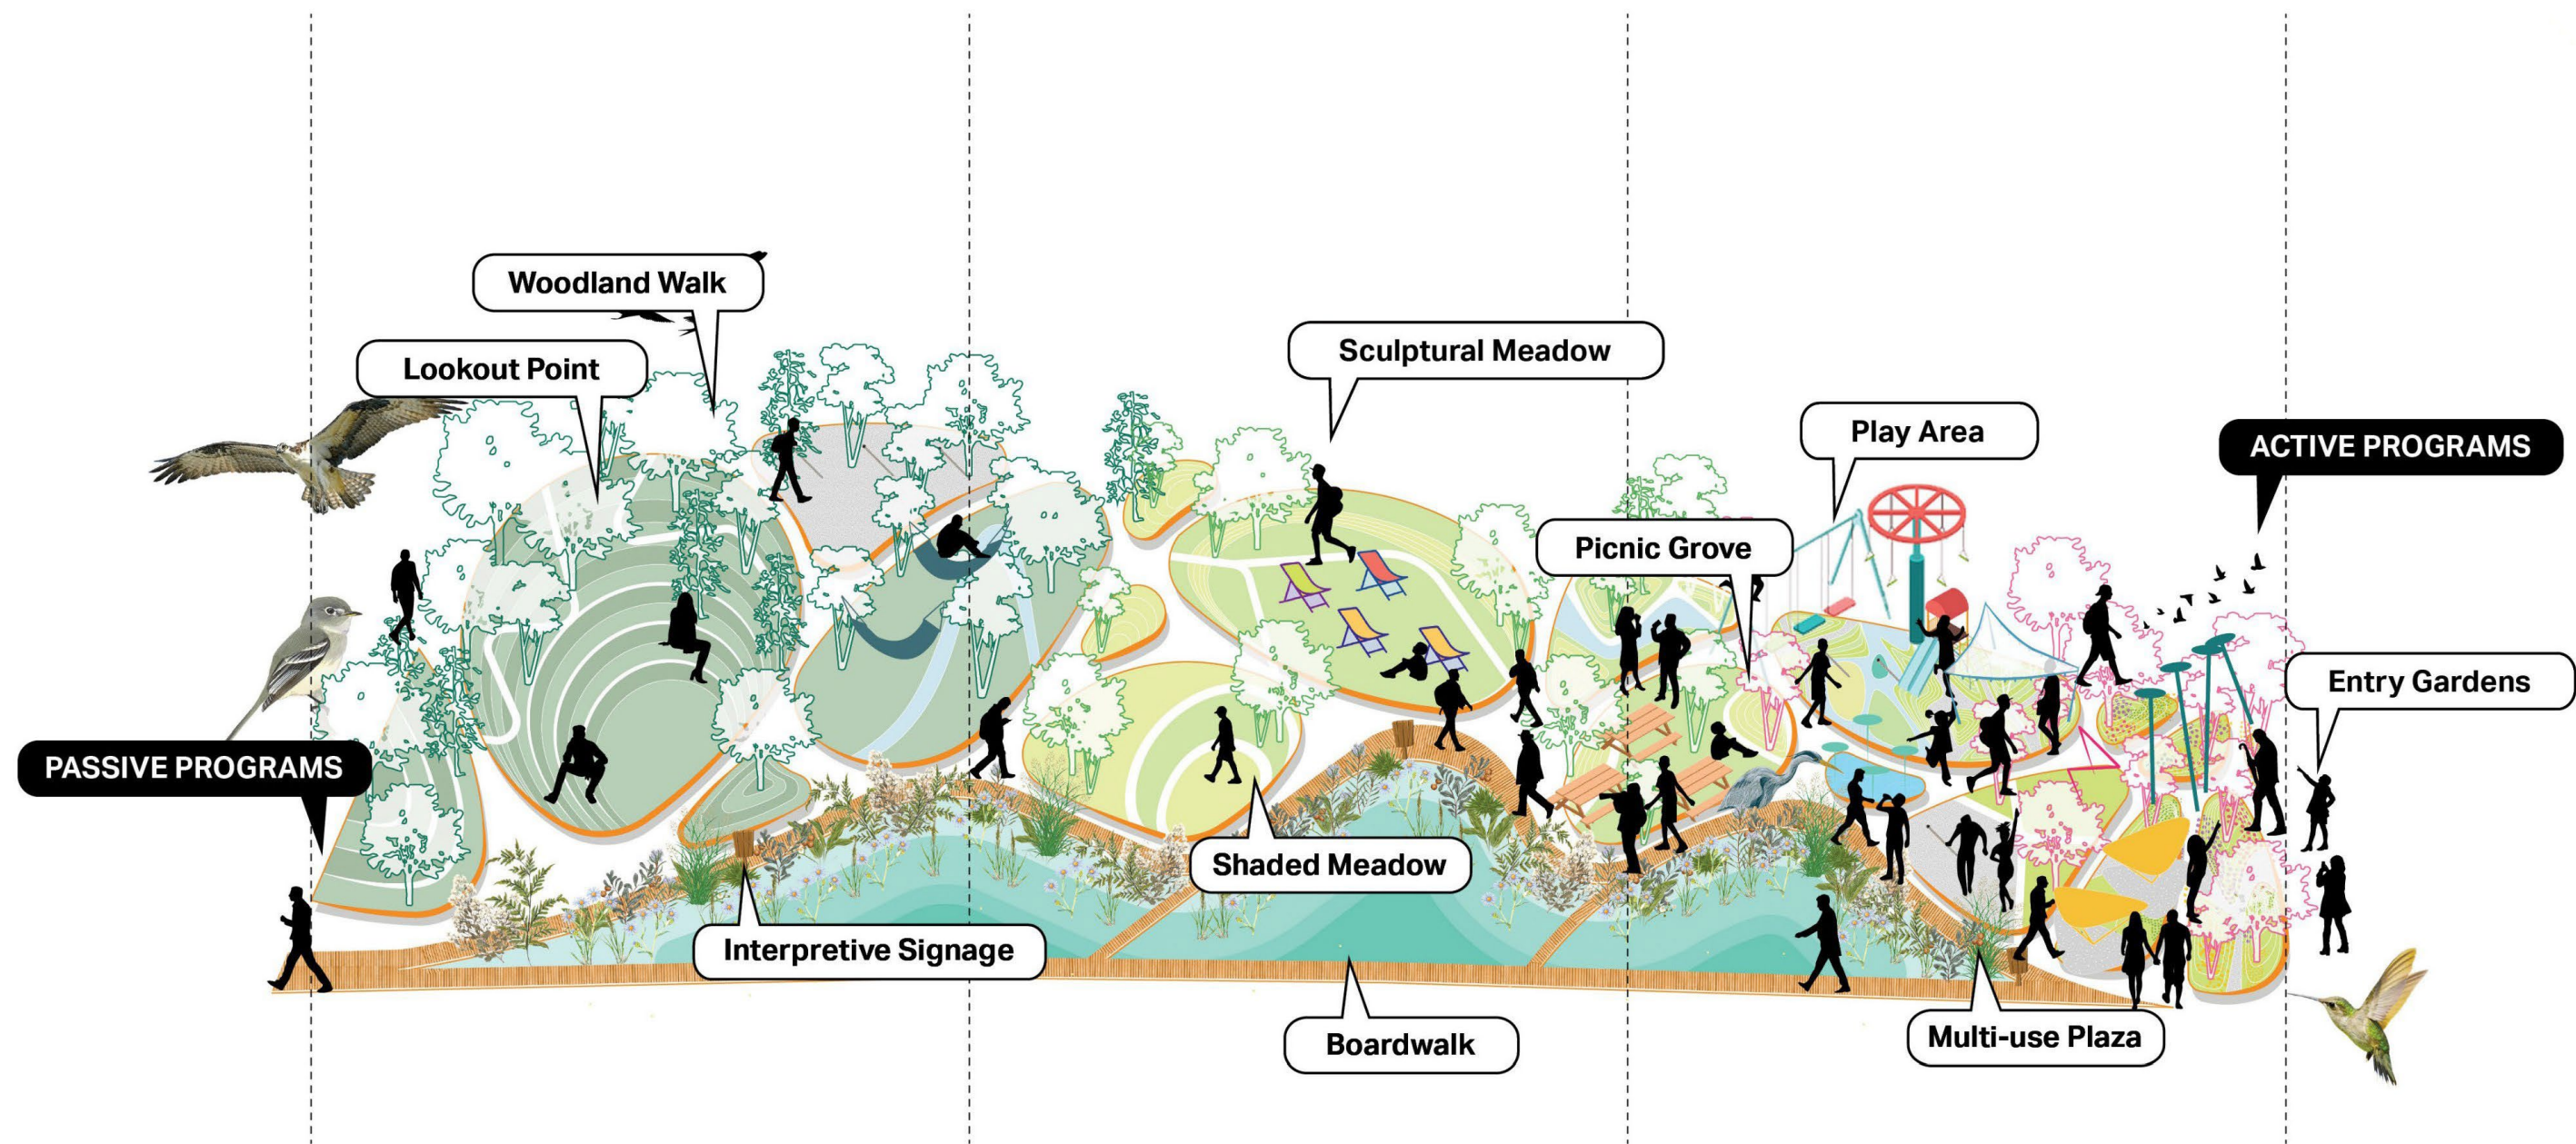 Woodland Walk
Lookout Point
Sculptural Meadow
Play Area
ACTIVE PROGRAMS
Picnic Grove
Entry Gardens
PASSIVE PROGRAMS
Shaded Meadow
Interpretive Signage
Boardwalk
Multi-use Plaza